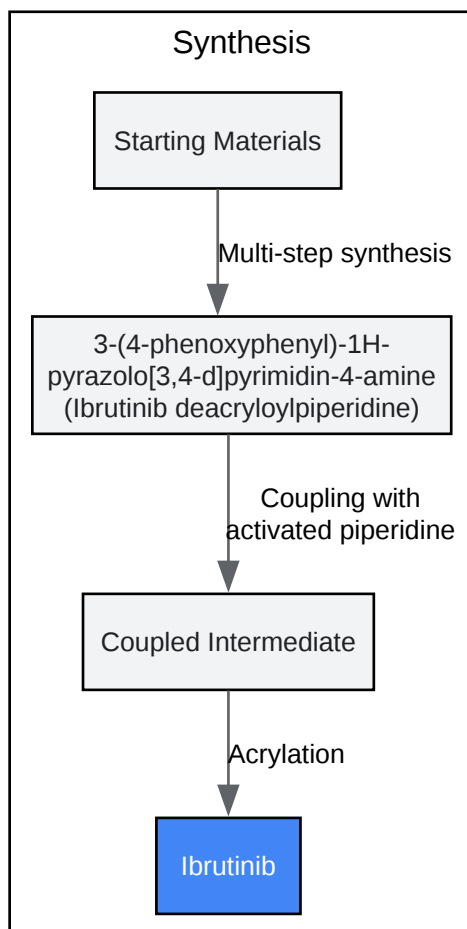 Synthesis
Starting Materials
Multi-step synthesis
3-(4-phenoxyphenyl)-1H-
pyrazolo[3,4-d]pyrimidin-4-amine
(Ibrutinib deacryloylpiperidine)
Coupling with
activated piperidine
Coupled Intermediate
Acrylation
Ibrutinib